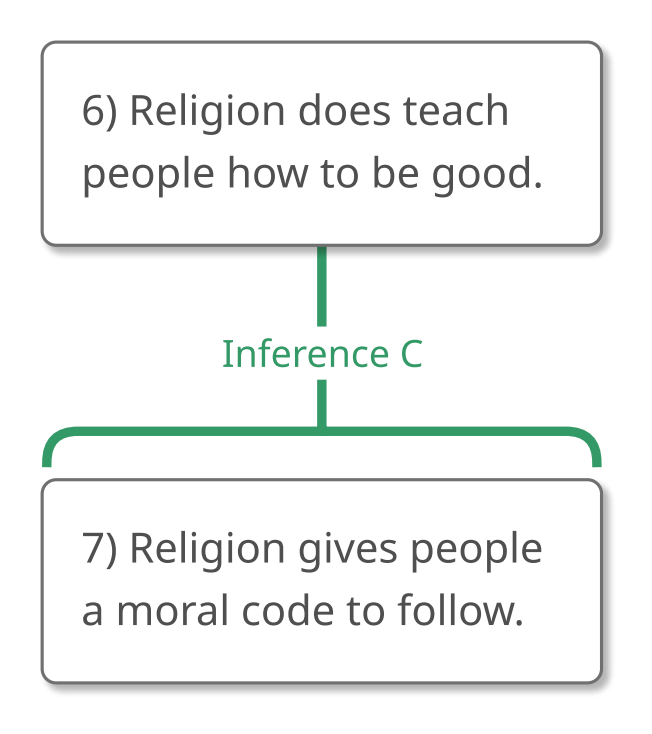 6) Religion does teach
people how to be good.
Inference C
7) Religion gives people
a moral code to follow.